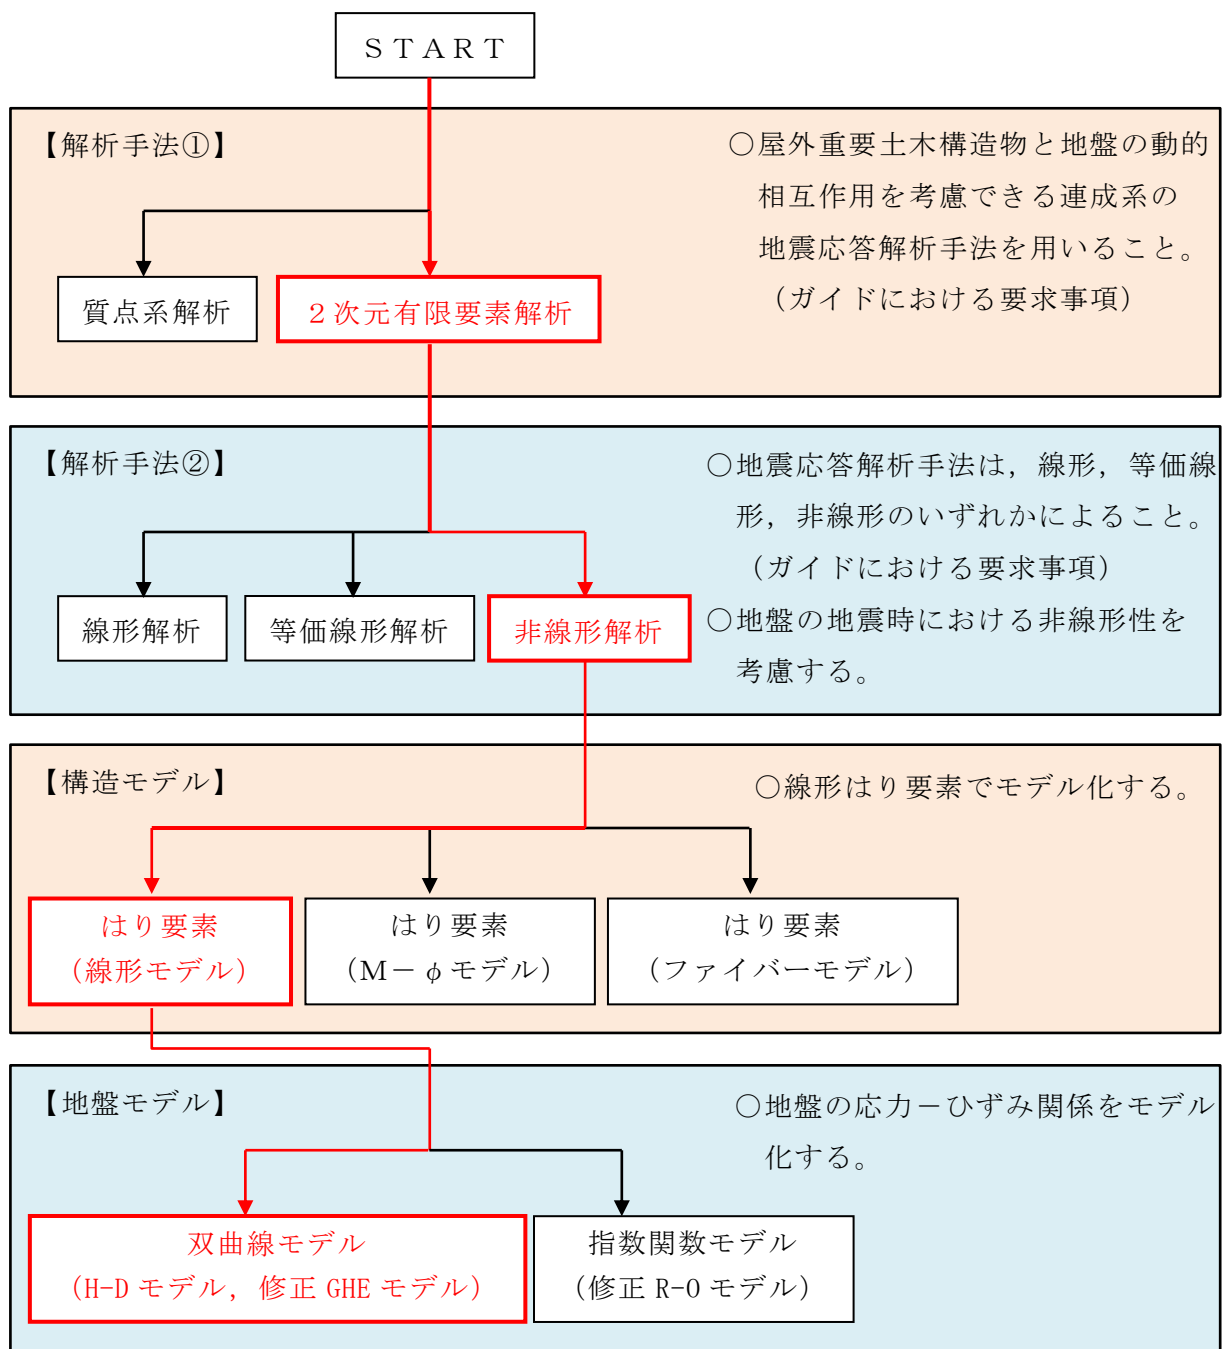 ＳＴＡＲＴ
【解析手法①】
○屋外重要土木構造物と地盤の動的
相互作用を考慮できる連成系の
地震応答解析手法を用いること。
（ガイドにおける要求事項）
質点系解析
２次元有限要素解析
【解析手法②】
○地震応答解析手法は，線形，等価線
形，非線形のいずれかによること。
（ガイドにおける要求事項）
○地盤の地震時における非線形性を
考慮する。
線形解析
等価線形解析
非線形解析
【構造モデル】
○線形はり要素でモデル化する。
はり要素
（線形モデル）
はり要素
（Ｍ－φモデル）
はり要素
（ファイバーモデル）
【地盤モデル】
○地盤の応力－ひずみ関係をモデル
化する。
双曲線モデル
（H-D モデル，修正 GHE モデル）
指数関数モデル
（修正 R-O モデル）